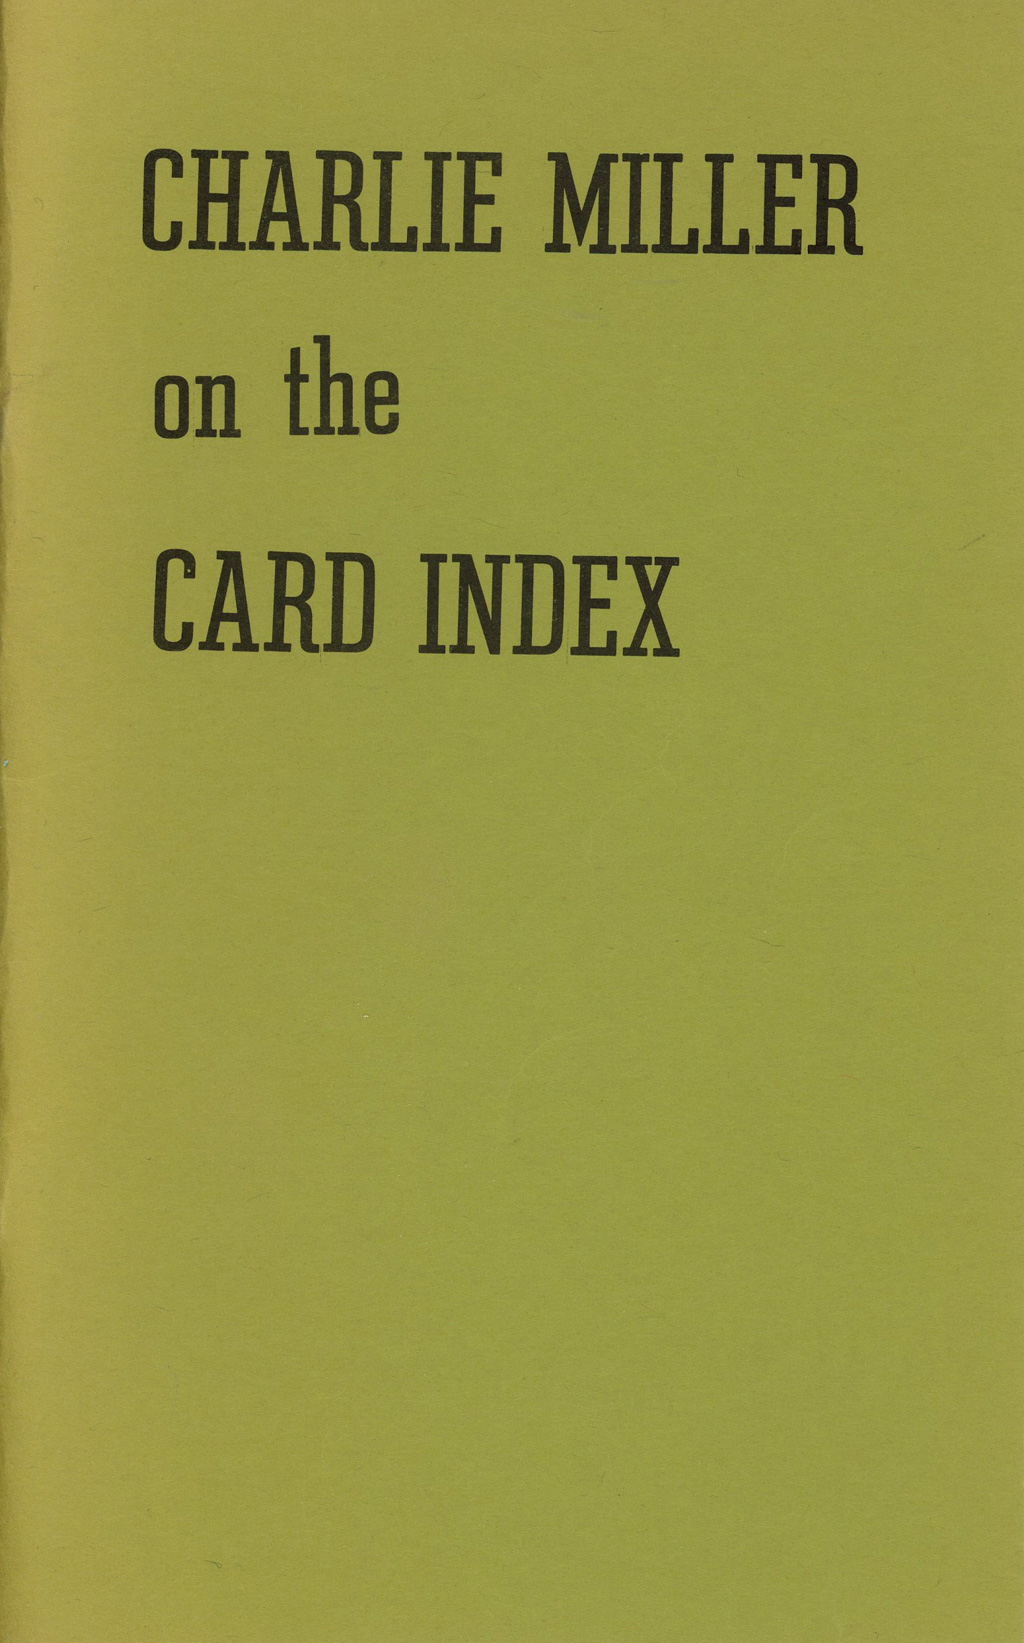 CHARLIE MILLER
on the
CARD INDEX